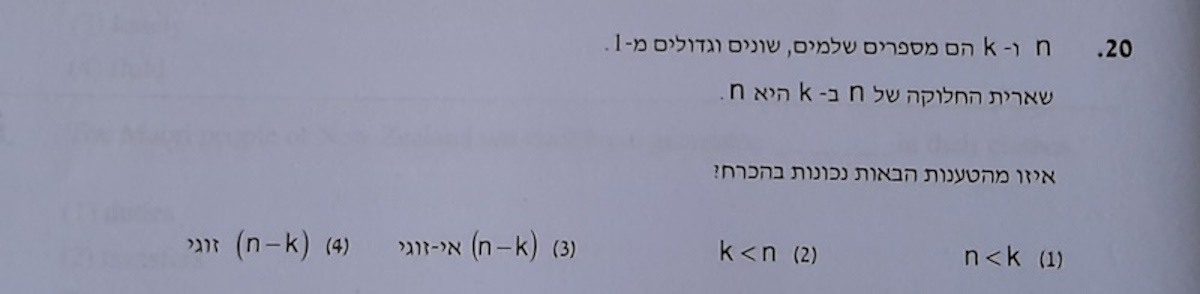 20. n ו- k הם מספרים שלמים, שונים וגדולים מ-1.
שארית החלוקה של n ב- k היא n.
איזו מהטענות הבאות נכונות בהכרח?
(1) n<k (2) k<n (3) (n−k) אי-זוגי (4) (n−k) זוגי